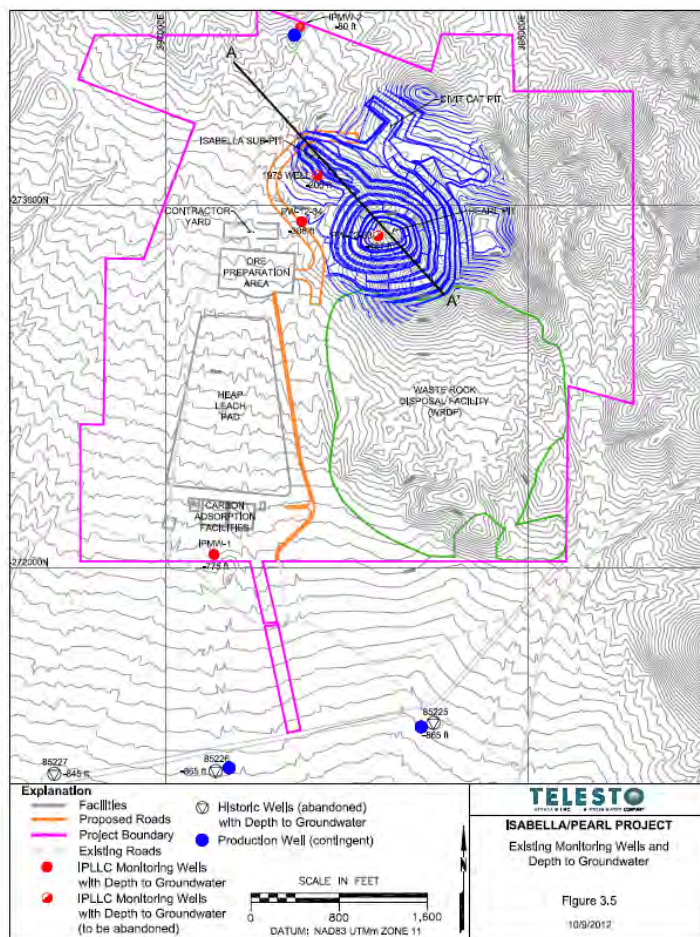 397000E
398000E
IPMW-2
-80 ft
A
CIVIT CAT PIT
ISABELLA SUB-PIT
1975 WELL
273000N
CONTRACTOR
YARD
PEARL PIT
ORE
PREPARATION
AREA
A'
HEAP
LEACH
PAD
WASTE ROCK
DISPOSAL FACILITY
(WRDF)
CARBON
ADSORPTION
FACILITIES
IPMW-1
-775 ft
272000N
85225
-865 ft
85226
-865 ft
85227
-845 ft
Explanation
Facilities
Proposed Roads
Project Boundary
Existing Roads
IPLLC Monitoring Wells
with Depth to Groundwater
IPLLC Monitoring Wells
with Depth to Groundwater
(to be abandoned)
Historic Wells (abandoned)
with Depth to Groundwater
Production Well (contingent)
N
SCALE IN FEET
0 800 1,600
DATUM: NAD83 UTMm ZONE 11
TELESTO
ISABELLA/PEARL PROJECT
Existing Monitoring Wells and
Depth to Groundwater
Figure 3.5
10/9/2012